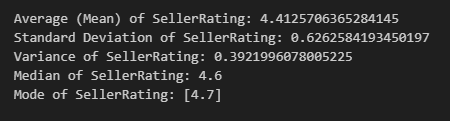 Average (Mean) of SellerRating: 4.4125706365284145
Standard Deviation of SellerRating: 0.6262584193450197
Variance of SellerRating: 0.3921996078005225
Median of SellerRating: 4.6
Mode of SellerRating: [4.7]